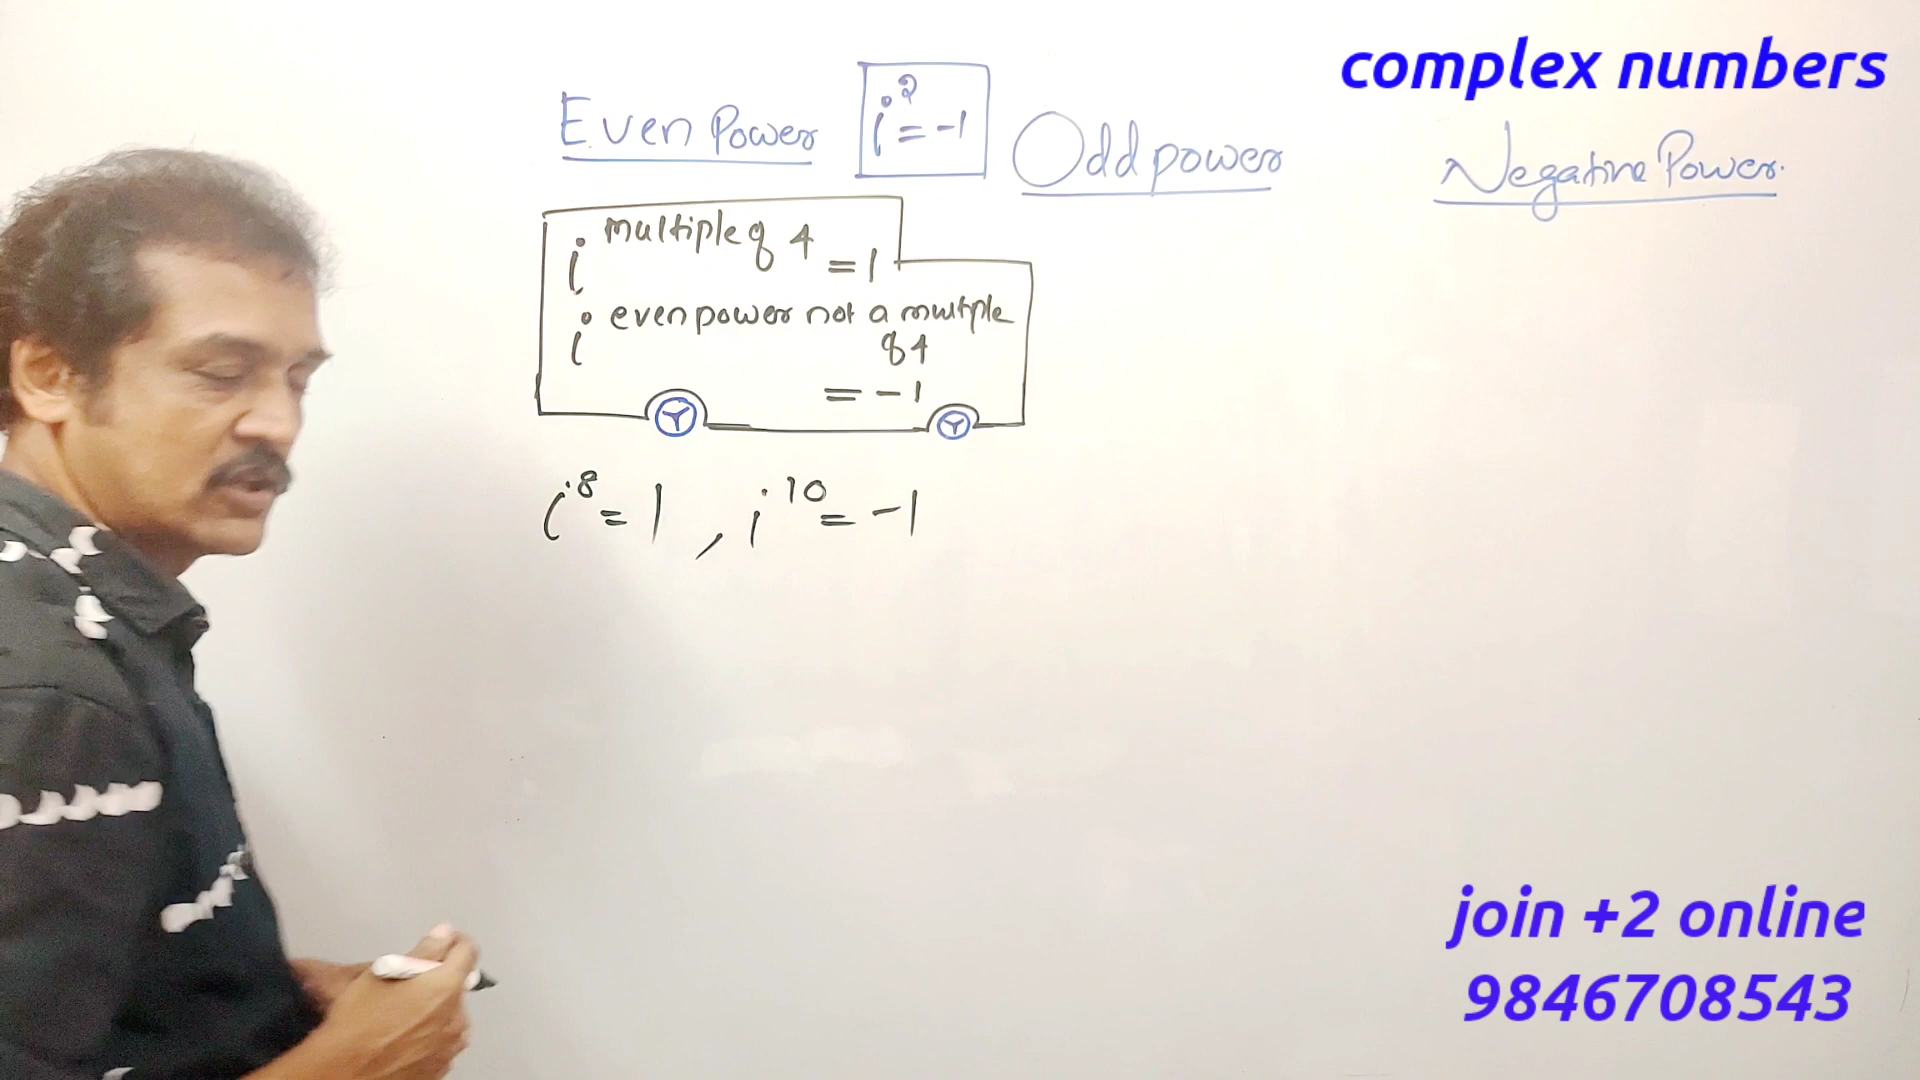 complex numbers
Even Power
i² = -1
Odd power
Negative Power.
i multiple of 4 = 1
i even power not a multiple
of 4
= -1
i⁸ = 1 , i¹⁰ = -1
join +2 online
9846708543